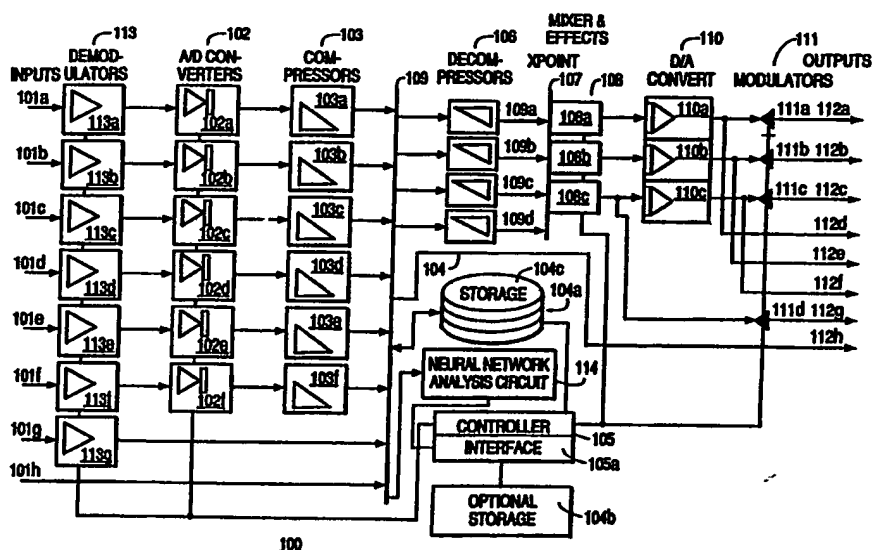 113
102
103
106
MIXER & EFFECTS
110
111
INPUTS
DEMOD-
ULATORS
A/D CON-
VERTERS
COM-
PRESSORS
109
DECOM-
PRESSORS
XPOINT
107
108
D/A
CONVERT
MODULATORS
OUTPUTS
101a
113a
102a
103a
109a
108a
110a
111a 112a
101b
113b
102b
103b
109b
108b
110b
111b 112b
101c
113c
102c
103c
109c
108c
110c
111c 112c
109d
112d
101d
113d
102d
103d
104
104c
STORAGE
104a
112e
112f
101e
113e
102e
103e
111d 112g
112h
101f
113f
102f
103f
NEURAL NETWORK
ANALYSIS CIRCUIT
114
101g
113g
CONTROLLER
105
INTERFACE
105a
101h
OPTIONAL
STORAGE
104b
100